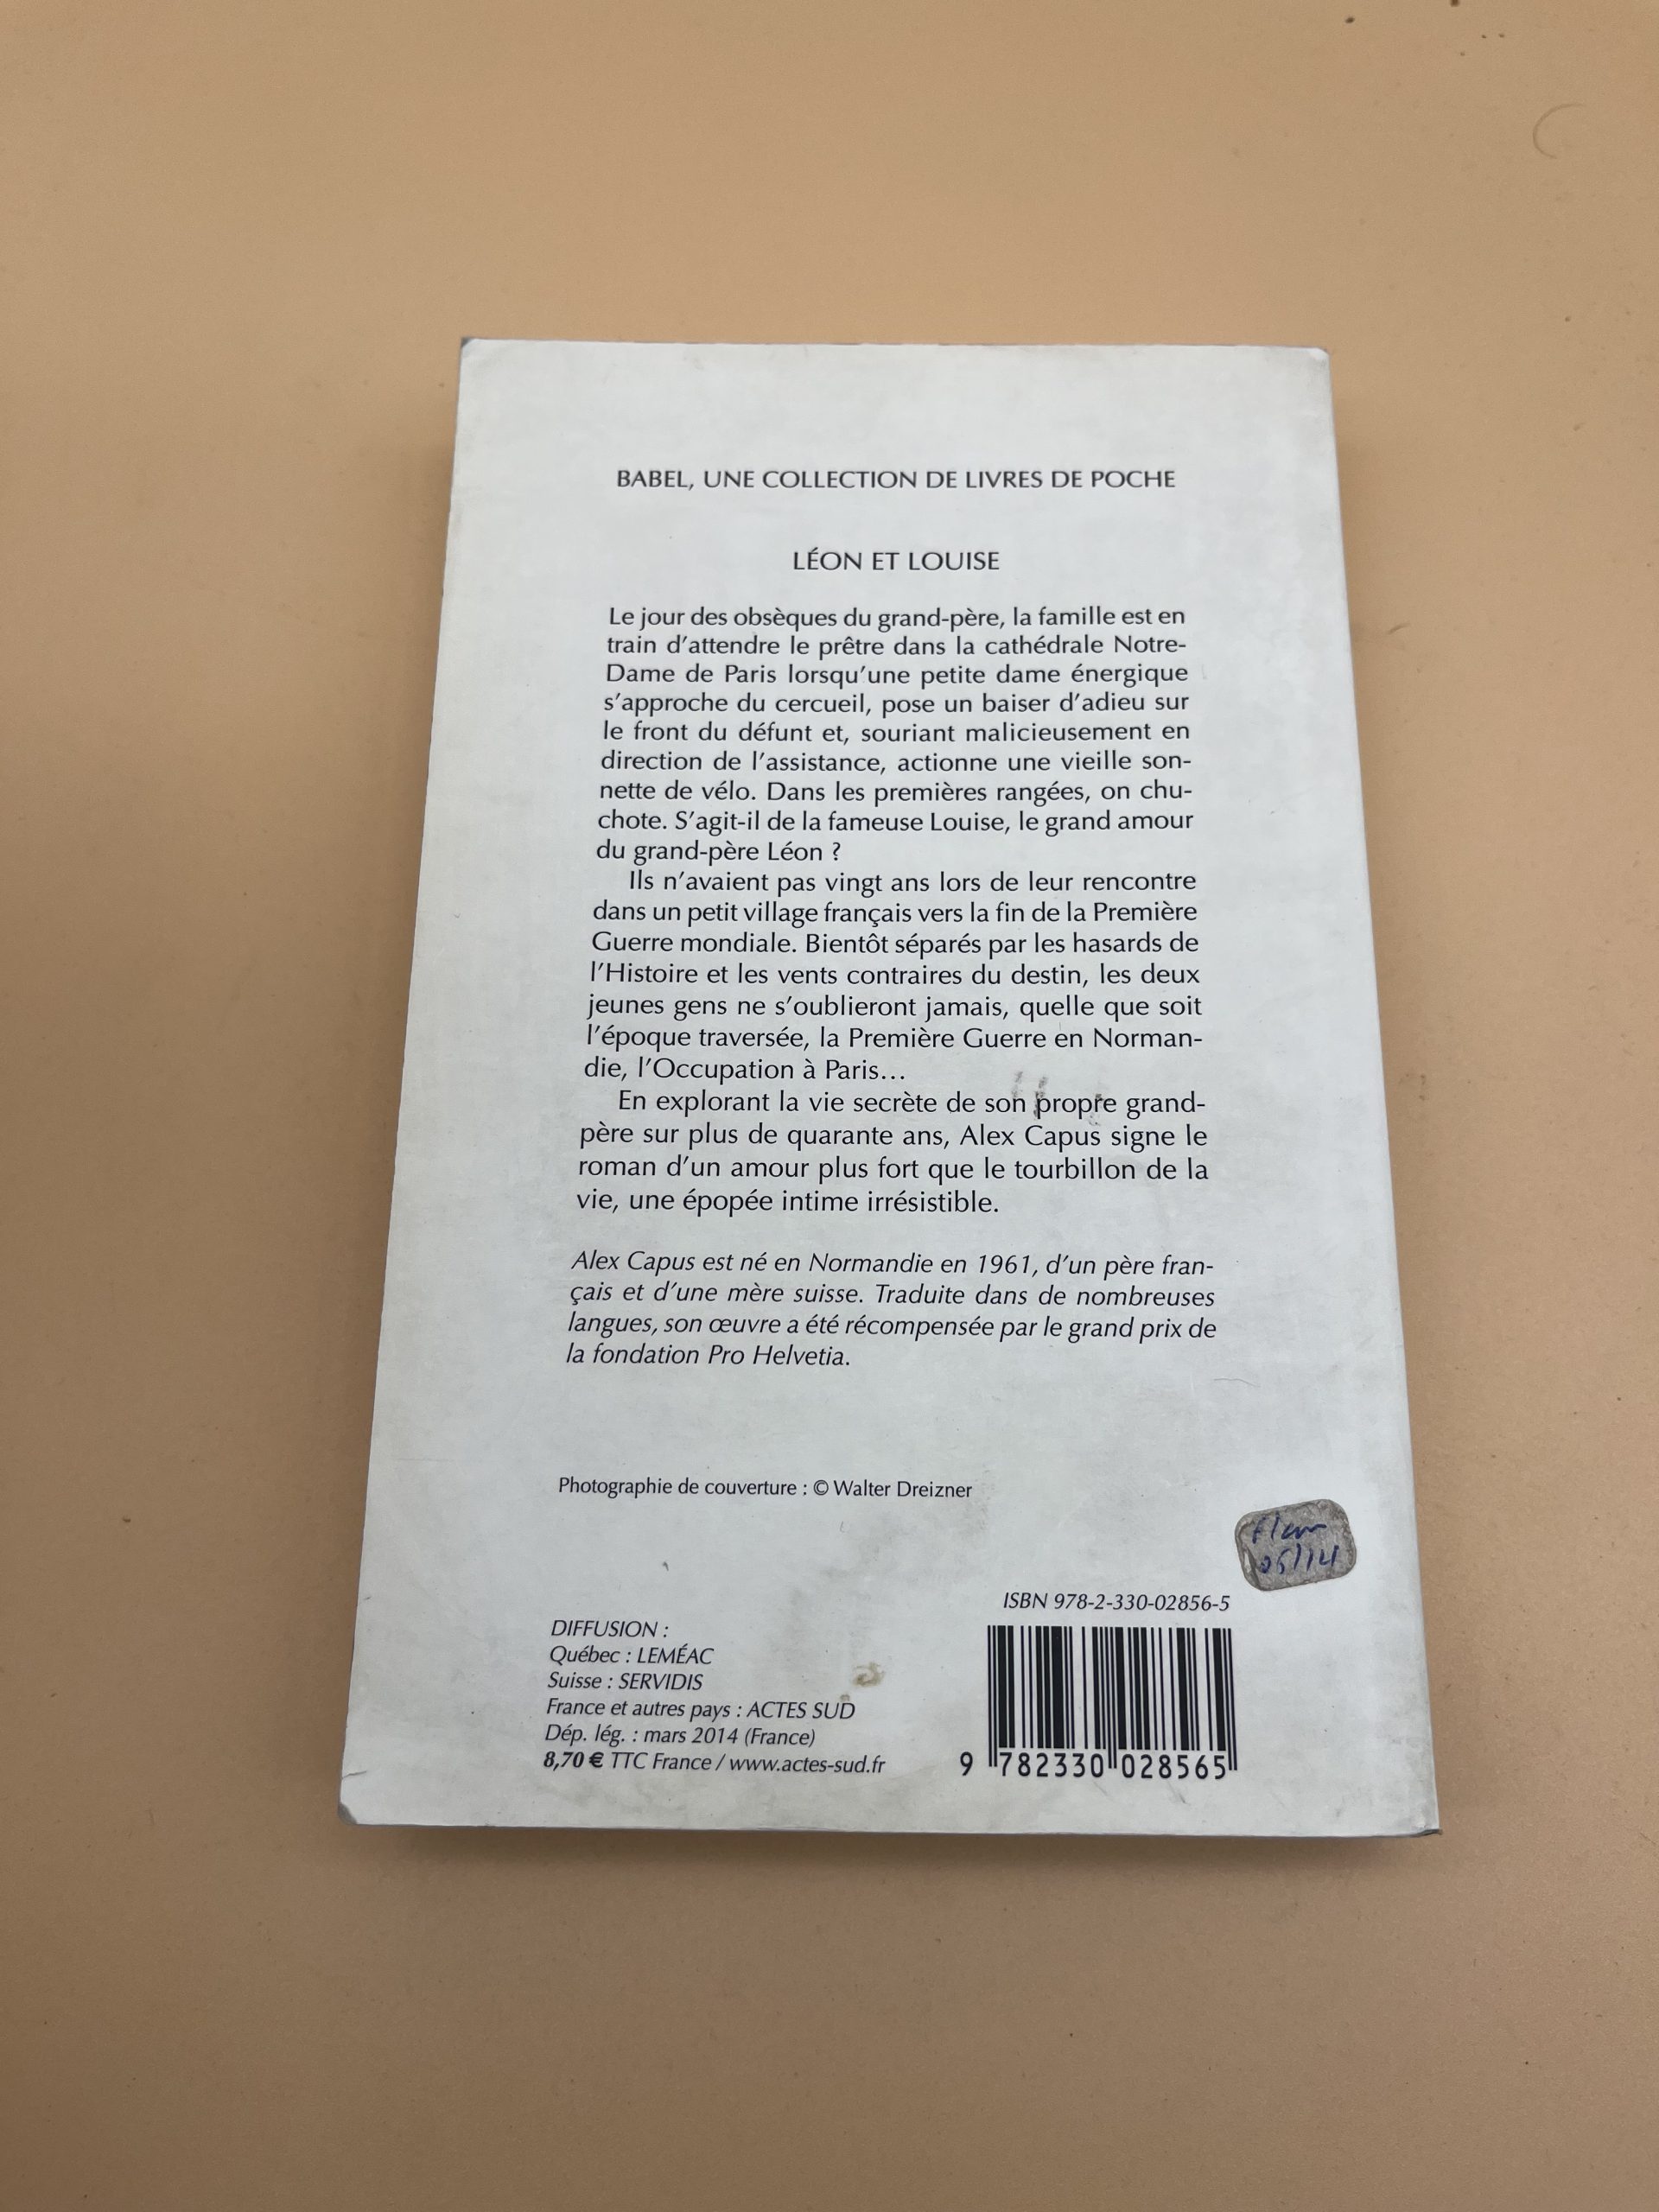 BABEL, UNE COLLECTION DE LIVRES DE POCHE
LÉON ET LOUISE
Le jour des obsèques du grand-père, la famille est en
train d'attendre le prêtre dans la cathédrale Notre-
Dame de Paris lorsqu'une petite dame énergique
s'approche du cercueil, pose un baiser d'adieu sur
le front du défunt et, souriant malicieusement en
direction de l'assistance, actionne une vieille son-
nette de vélo. Dans les premières rangées, on chu-
chote. S'agit-il de la fameuse Louise, le grand amour
du grand-père Léon ?
Ils n'avaient pas vingt ans lors de leur rencontre
dans un petit village français vers la fin de la Première
Guerre mondiale. Bientôt séparés par les hasards de
l'Histoire et les vents contraires du destin, les deux
jeunes gens ne s'oublieront jamais, quelle que soit
l'époque traversée, la Première Guerre en Norman-
die, l'Occupation à Paris...
En explorant la vie secrète de son propre grand-
père sur plus de quarante ans, Alex Capus signe le
roman d'un amour plus fort que le tourbillon de la
vie, une épopée intime irrésistible.
Alex Capus est né en Normandie en 1961, d'un père fran-
çais et d'une mère suisse. Traduite dans de nombreuses
langues, son œuvre a été récompensée par le grand prix de
la fondation Pro Helvetia.
Photographie de couverture : © Walter Dreizner
05/14
ISBN 978-2-330-02856-5
DIFFUSION :
Québec : LEMÉAC
Suisse : SERVIDIS
France et autres pays : ACTES SUD
Dép. lég. : mars 2014 (France)
8,70 € TTC France / www.actes-sud.fr
9 782330 028565